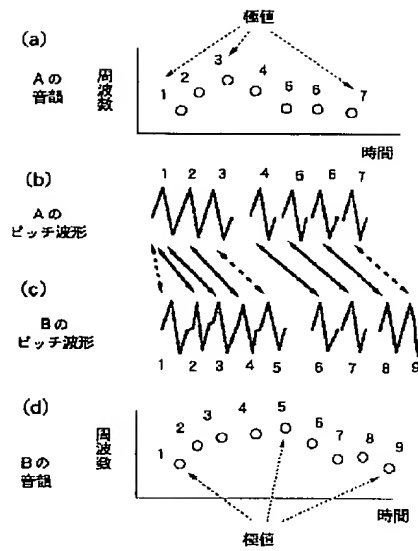 極値
(a)
Aの
音韻
周波数
1 2 3 4 6 6 7
時間
(b)
1 2 3 4 5 6 7
Aの
ピッチ波形
(c)
Bの
ピッチ波形
1 2 3 4 5 6 7 8 9
(d)
Bの
音韻
周波数
1 2 3 4 5 6 7 8 9
時間
極値